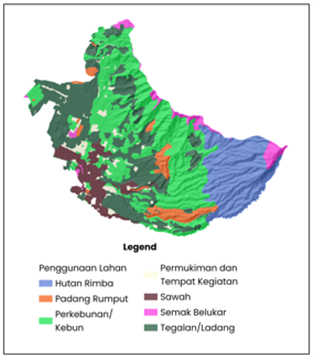 Legend
Penggunaan Lahan
Hutan Rimba
Padang Rumput
Perkebunan/
Kebun
Permukiman dan
Tempat Kegiatan
Sawah
Semak Belukar
Tegalan/Ladang